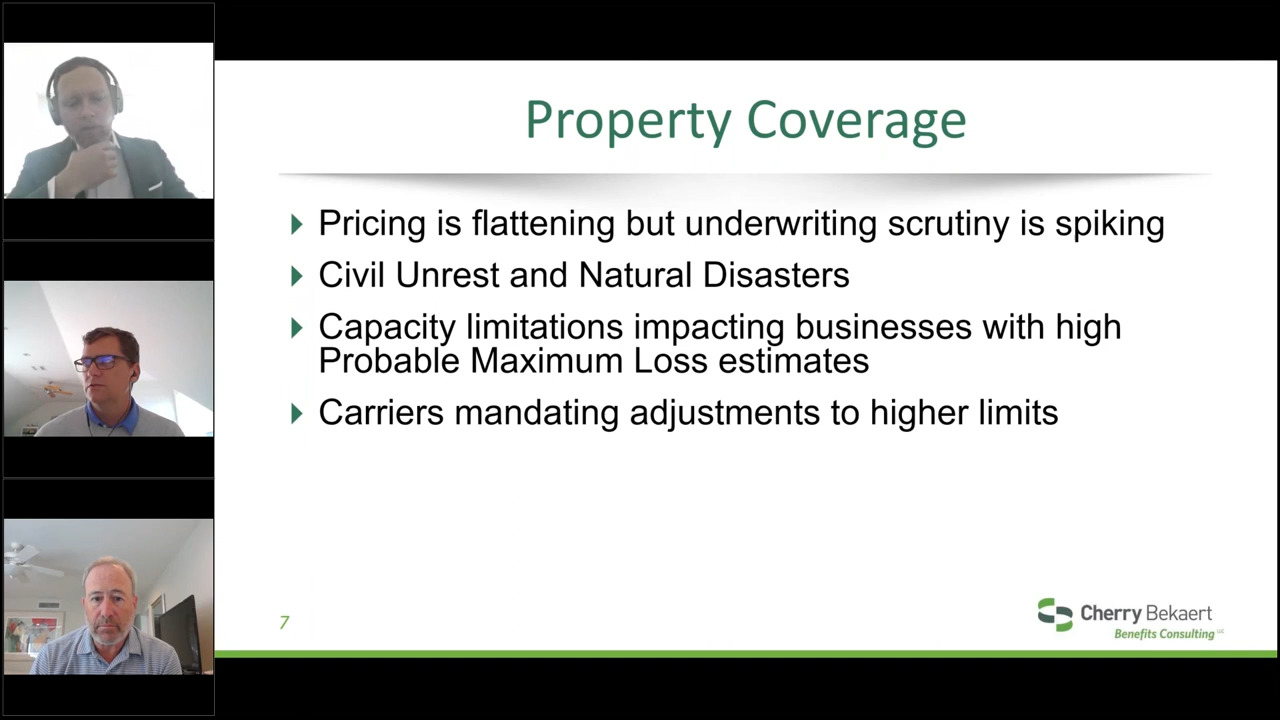 Property Coverage
Pricing is flattening but underwriting scrutiny is spiking
Civil Unrest and Natural Disasters
Capacity limitations impacting businesses with high
Probable Maximum Loss estimates
Carriers mandating adjustments to higher limits
7
Cherry Bekaert
Benefits Consulting LLC